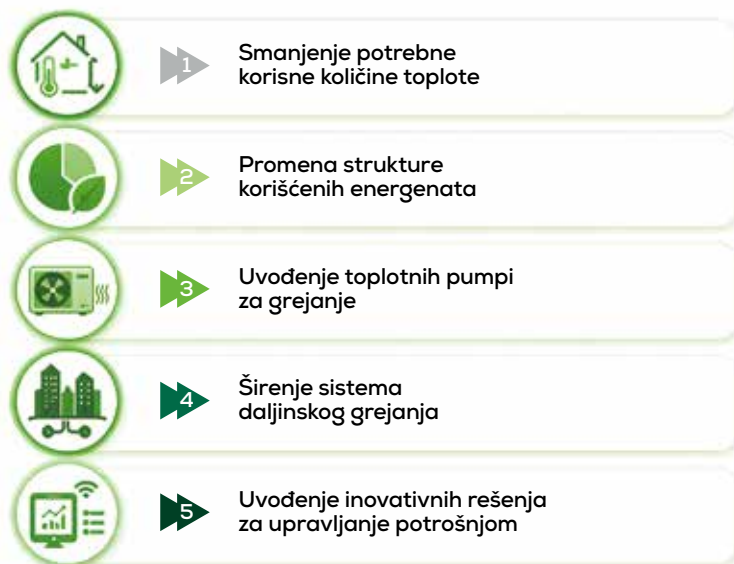 1
Smanjenje potrebne
korisne količine toplote
2
Promena strukture
korišćenih energenata
3
Uvođenje toplotnih pumpi
za grejanje
4
Širenje sistema
daljinskog grejanja
5
Uvođenje inovativnih rešenja
za upravljanje potrošnjom